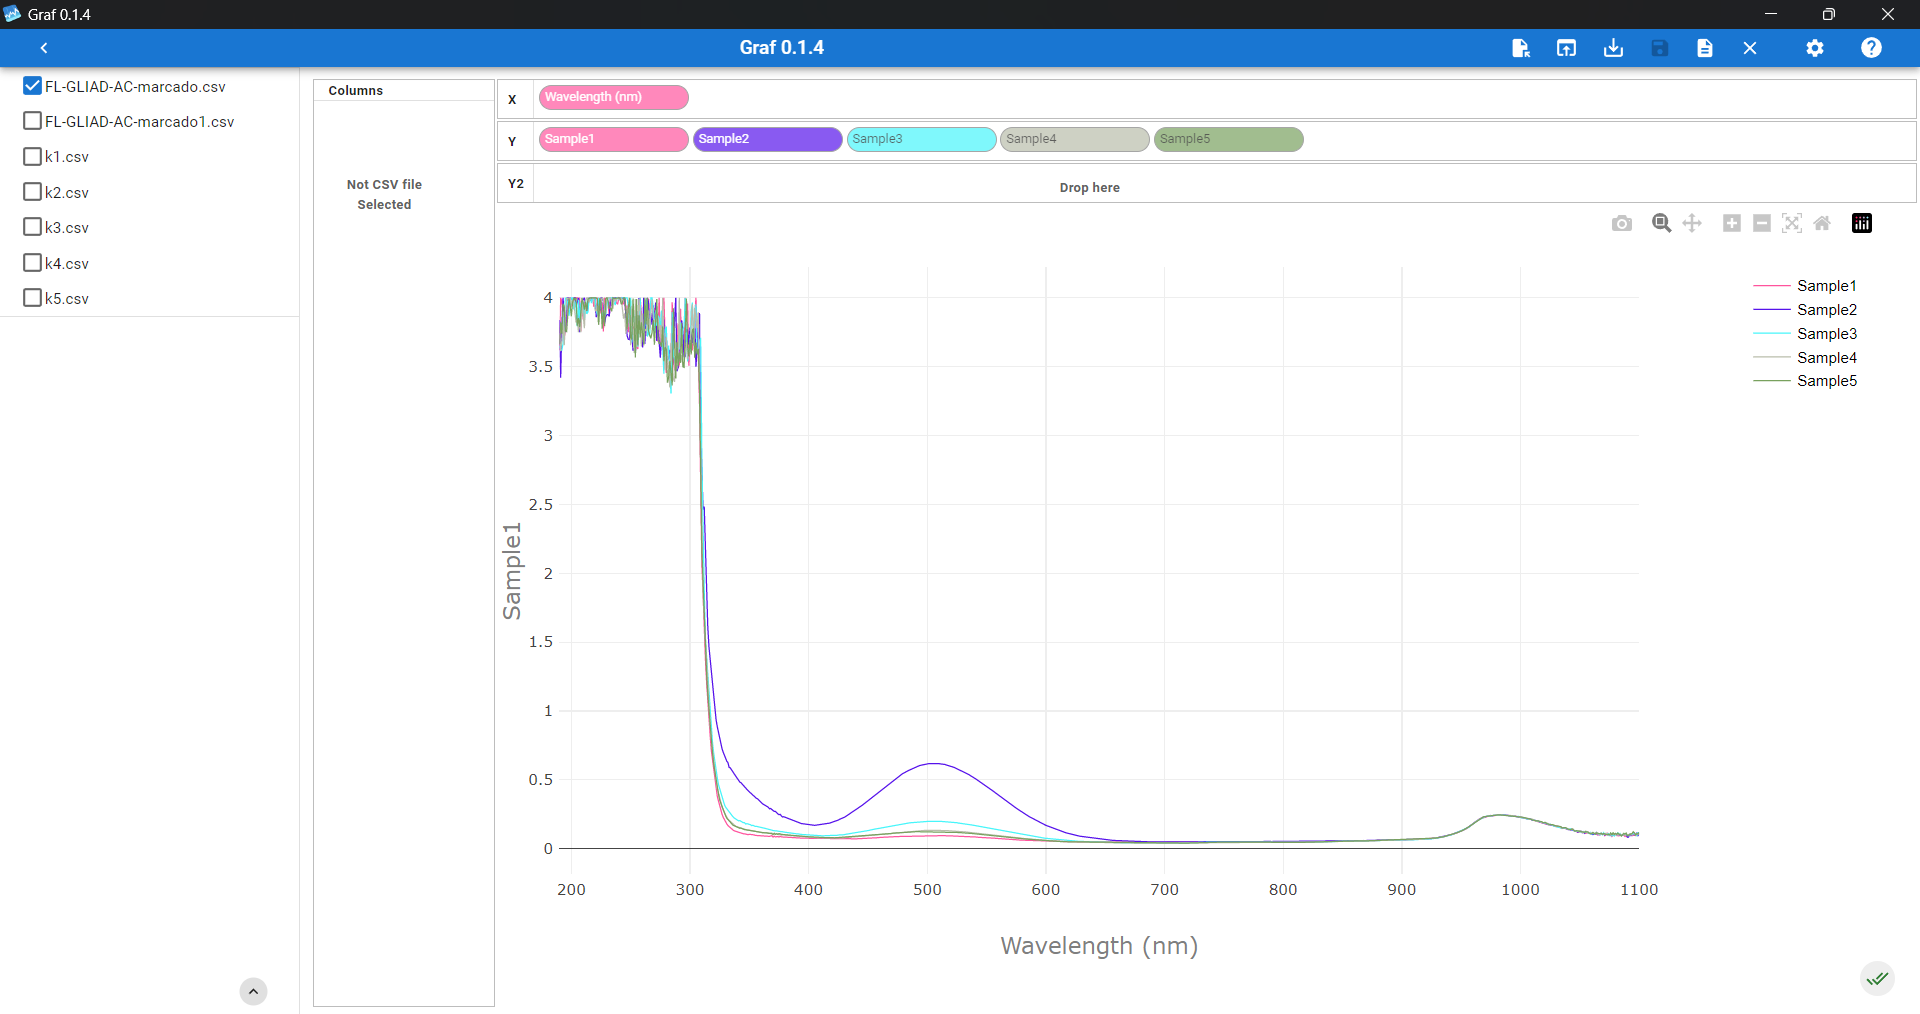 Graf 0.1.4
Graf 0.1.4
FL-GLIAD-AC-marcado.csv
FL-GLIAD-AC-marcado1.csv
k1.csv
k2.csv
k3.csv
k4.csv
k5.csv
Columns
Not CSV file
Selected
X
Wavelength (nm)
Y
Sample1
Sample2
Sample3
Sample4
Sample5
Y2
Drop here
Sample1
Sample2
Sample3
Sample4
Sample5
4
3.5
3
2.5
2
1.5
1
0.5
0
Sample1
200
300
400
500
600
700
800
900
1000
1100
Wavelength (nm)